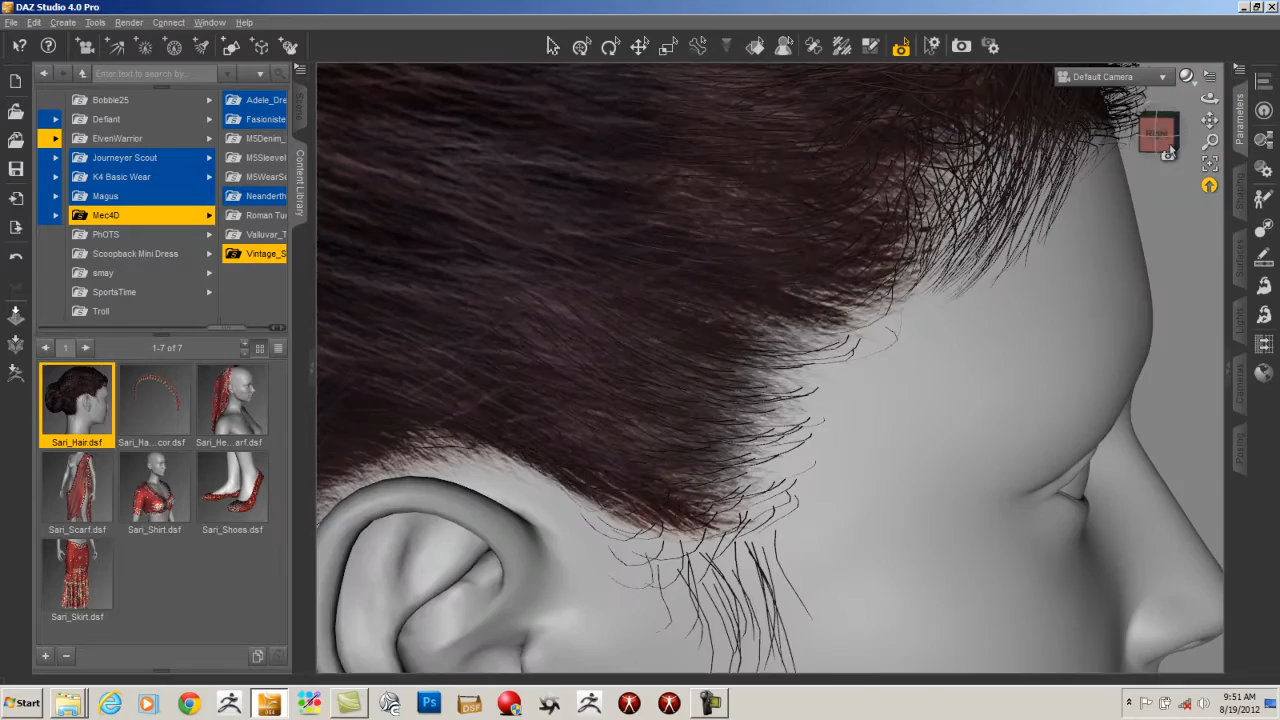 DAZ Studio 4.0 Pro
File Edit Create Tools Render Connect Window Help
Enter text to search by...
Default Camera
Bobbie25
Defiant
ElvenWarrior
Journeyer Scout
K4 Basic Wear
Magus
Mec4D
PhOTS
Scoopback Mini Dress
smay
SportsTime
Troll
Adele_Dre
Fasioniste
M5Denim_
M5Sleevel
M5WearSe
Neanderth
Roman Tu
Valluvar_T
Vintage_S
Scene
Content Library
Parameters
Shaping
Surfaces
Lights
Cameras
Posing
1 1-7 of 7
Sari_Hair.dsf
Sari_Ha...cor.dsf
Sari_He...arf.dsf
Sari_Scarf.dsf
Sari_Shirt.dsf
Sari_Shoes.dsf
Sari_Skirt.dsf
Start
Ps
DSF
9:51 AM
8/19/2012